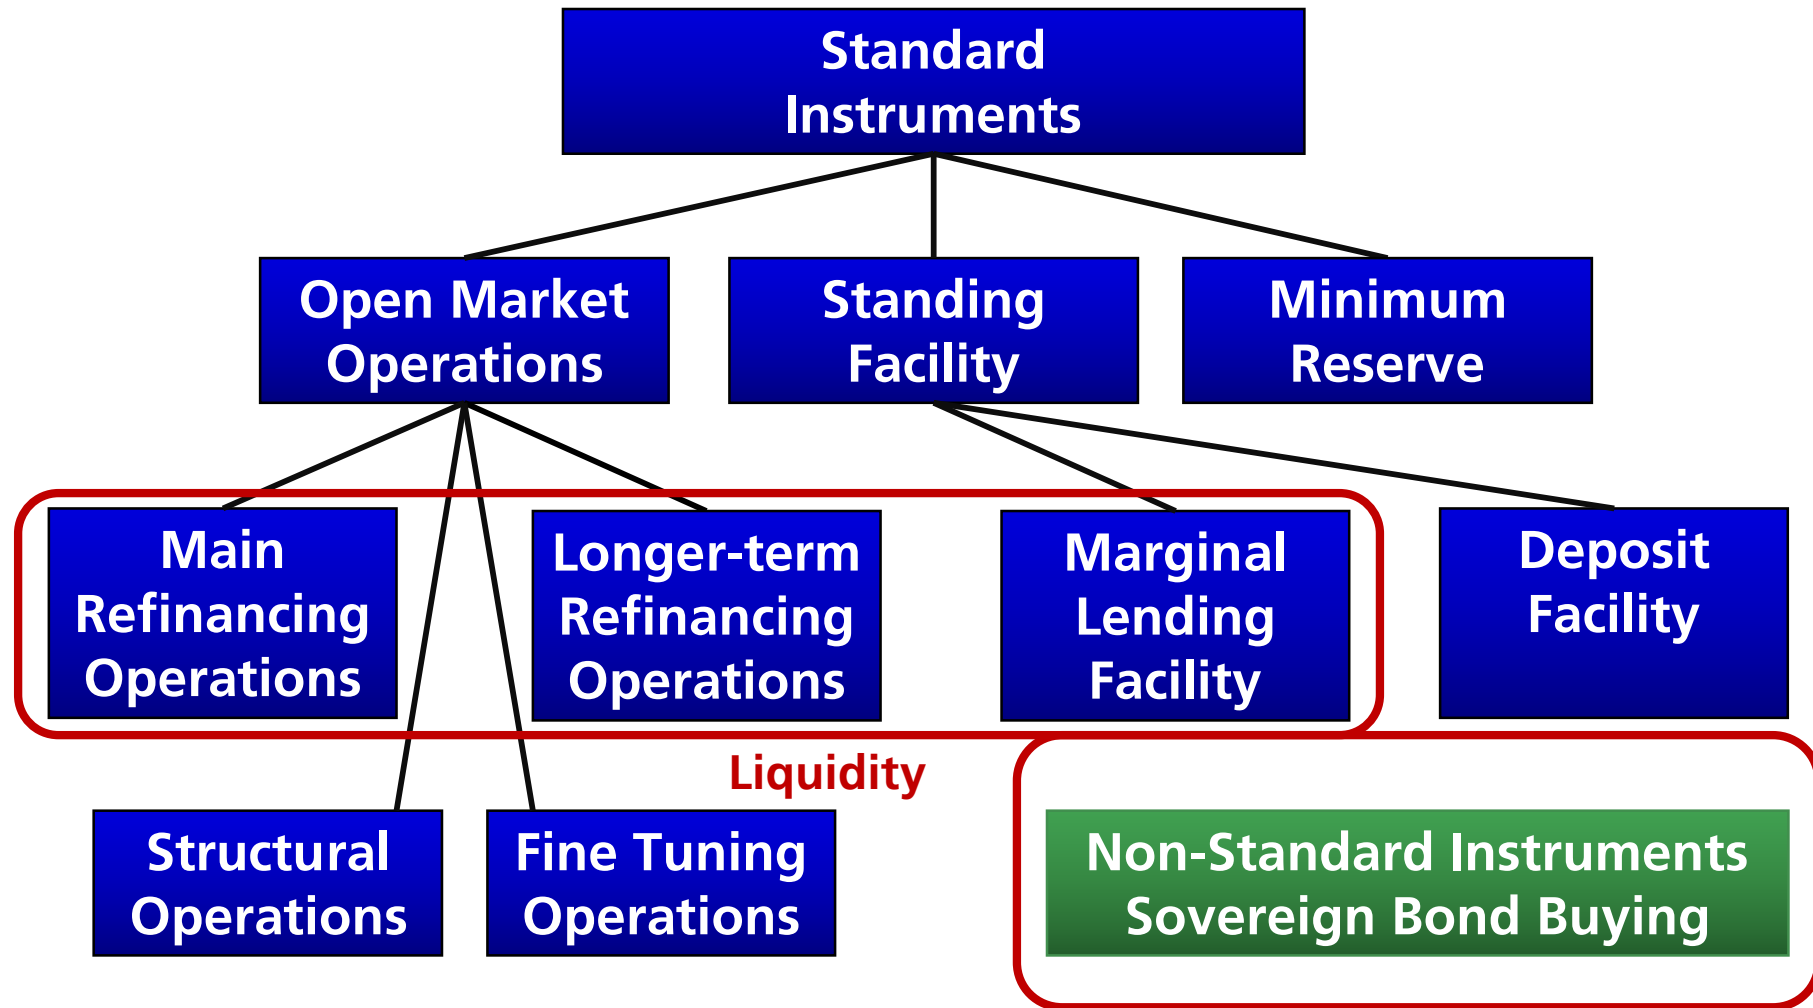 Standard
Instruments
Open Market
Operations
Standing
Facility
Minimum
Reserve
Main
Refinancing
Operations
Longer-term
Refinancing
Operations
Marginal
Lending
Facility
Deposit
Facility
Liquidity
Structural
Operations
Fine Tuning
Operations
Non-Standard Instruments
Sovereign Bond Buying